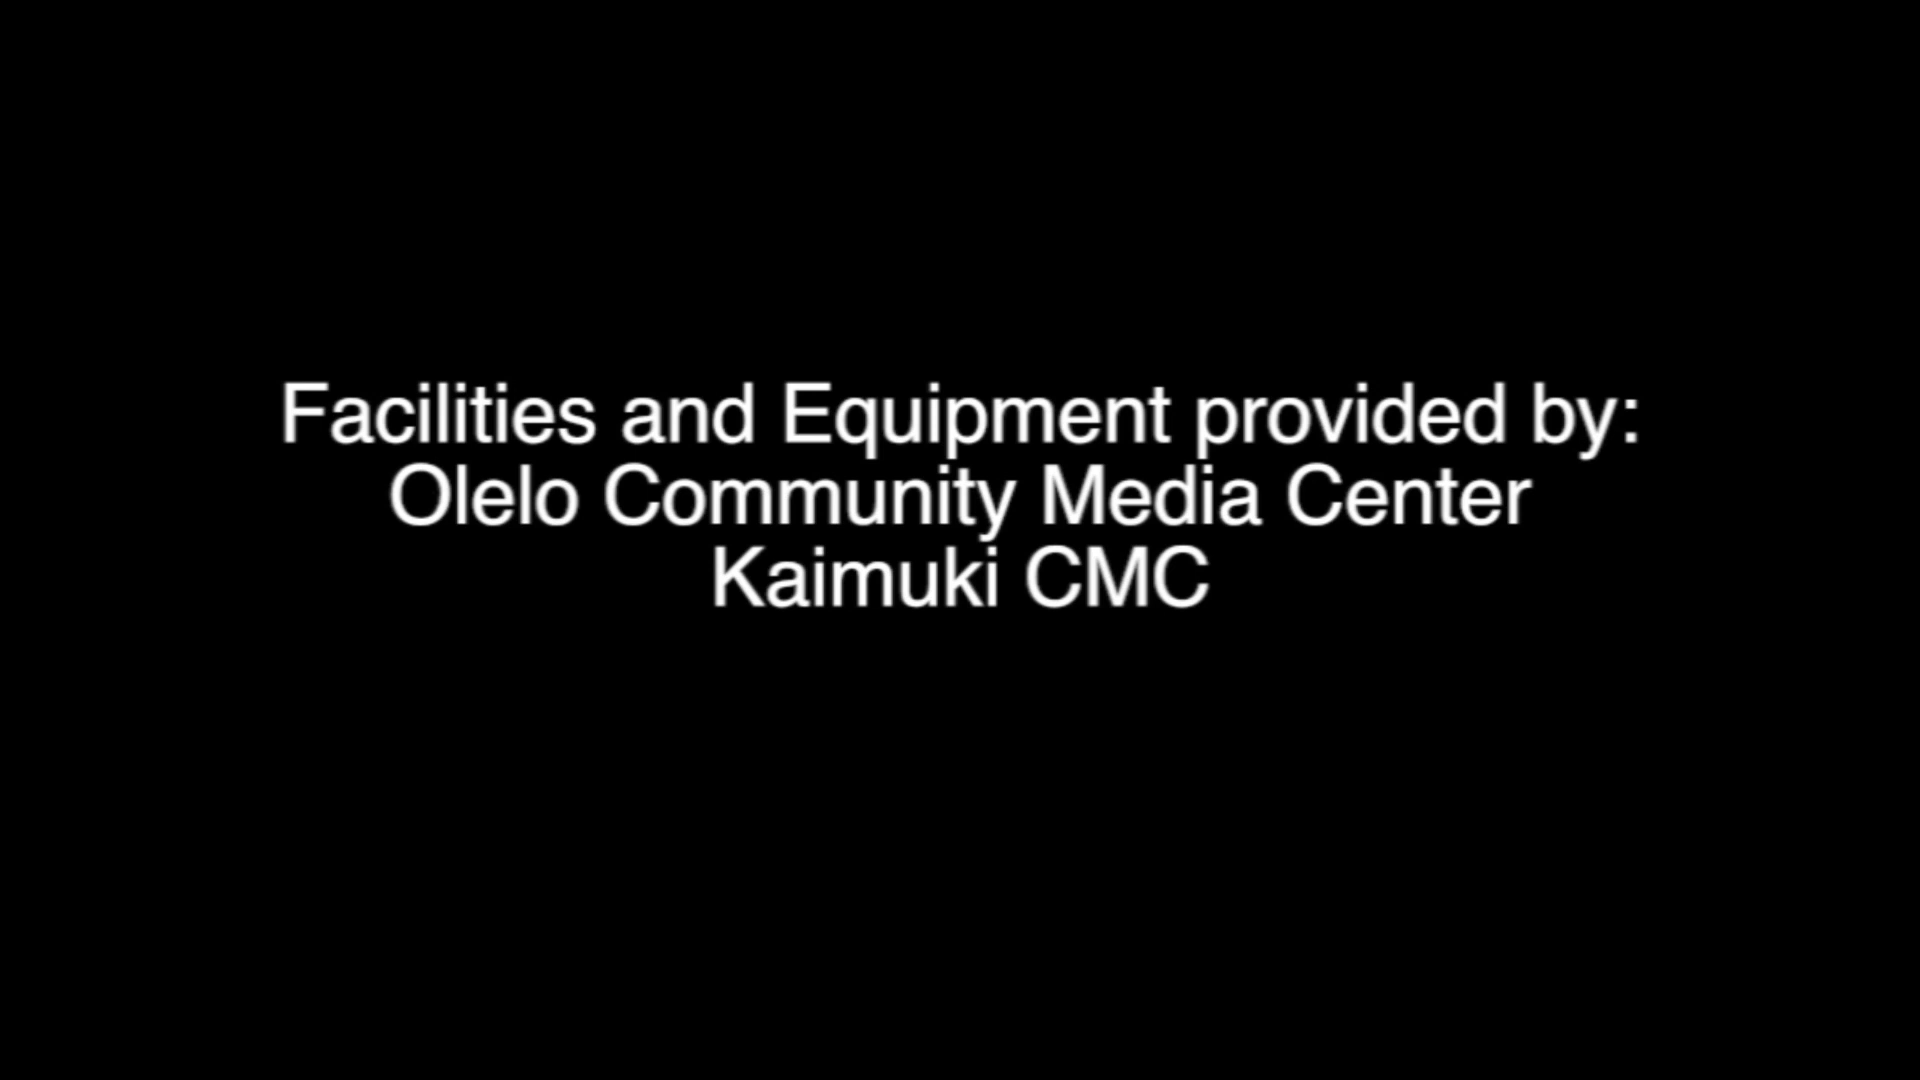 Facilities and Equipment provided by:
Olelo Community Media Center
Kaimuki CMC